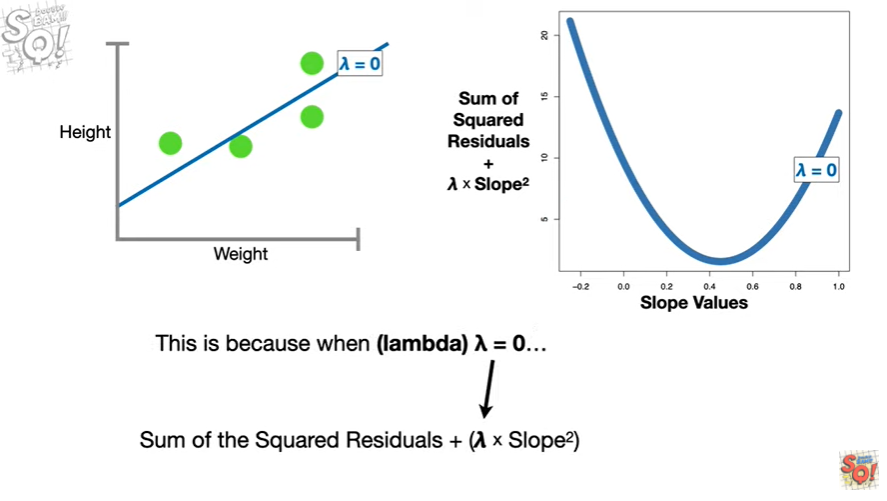 SQ!
Height
λ = 0
Weight
Sum of
Squared
Residuals
+
λ x Slope²
20
15
10
5
λ = 0
-0.2 0.0 0.2 0.4 0.6 0.8 1.0
Slope Values
This is because when (lambda) λ = 0…
Sum of the Squared Residuals + (λ × Slope²)
SQ!